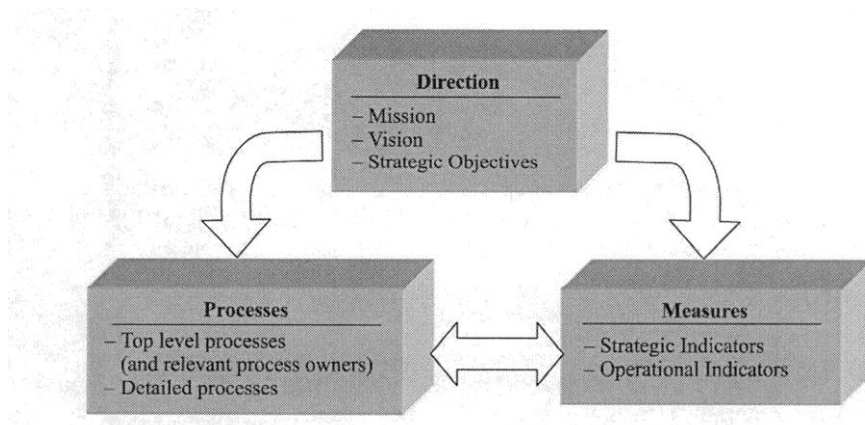 Direction
– Mission
– Vision
– Strategic Objectives
Processes
– Top level processes
(and relevant process owners)
– Detailed processes
Measures
– Strategic Indicators
– Operational Indicators